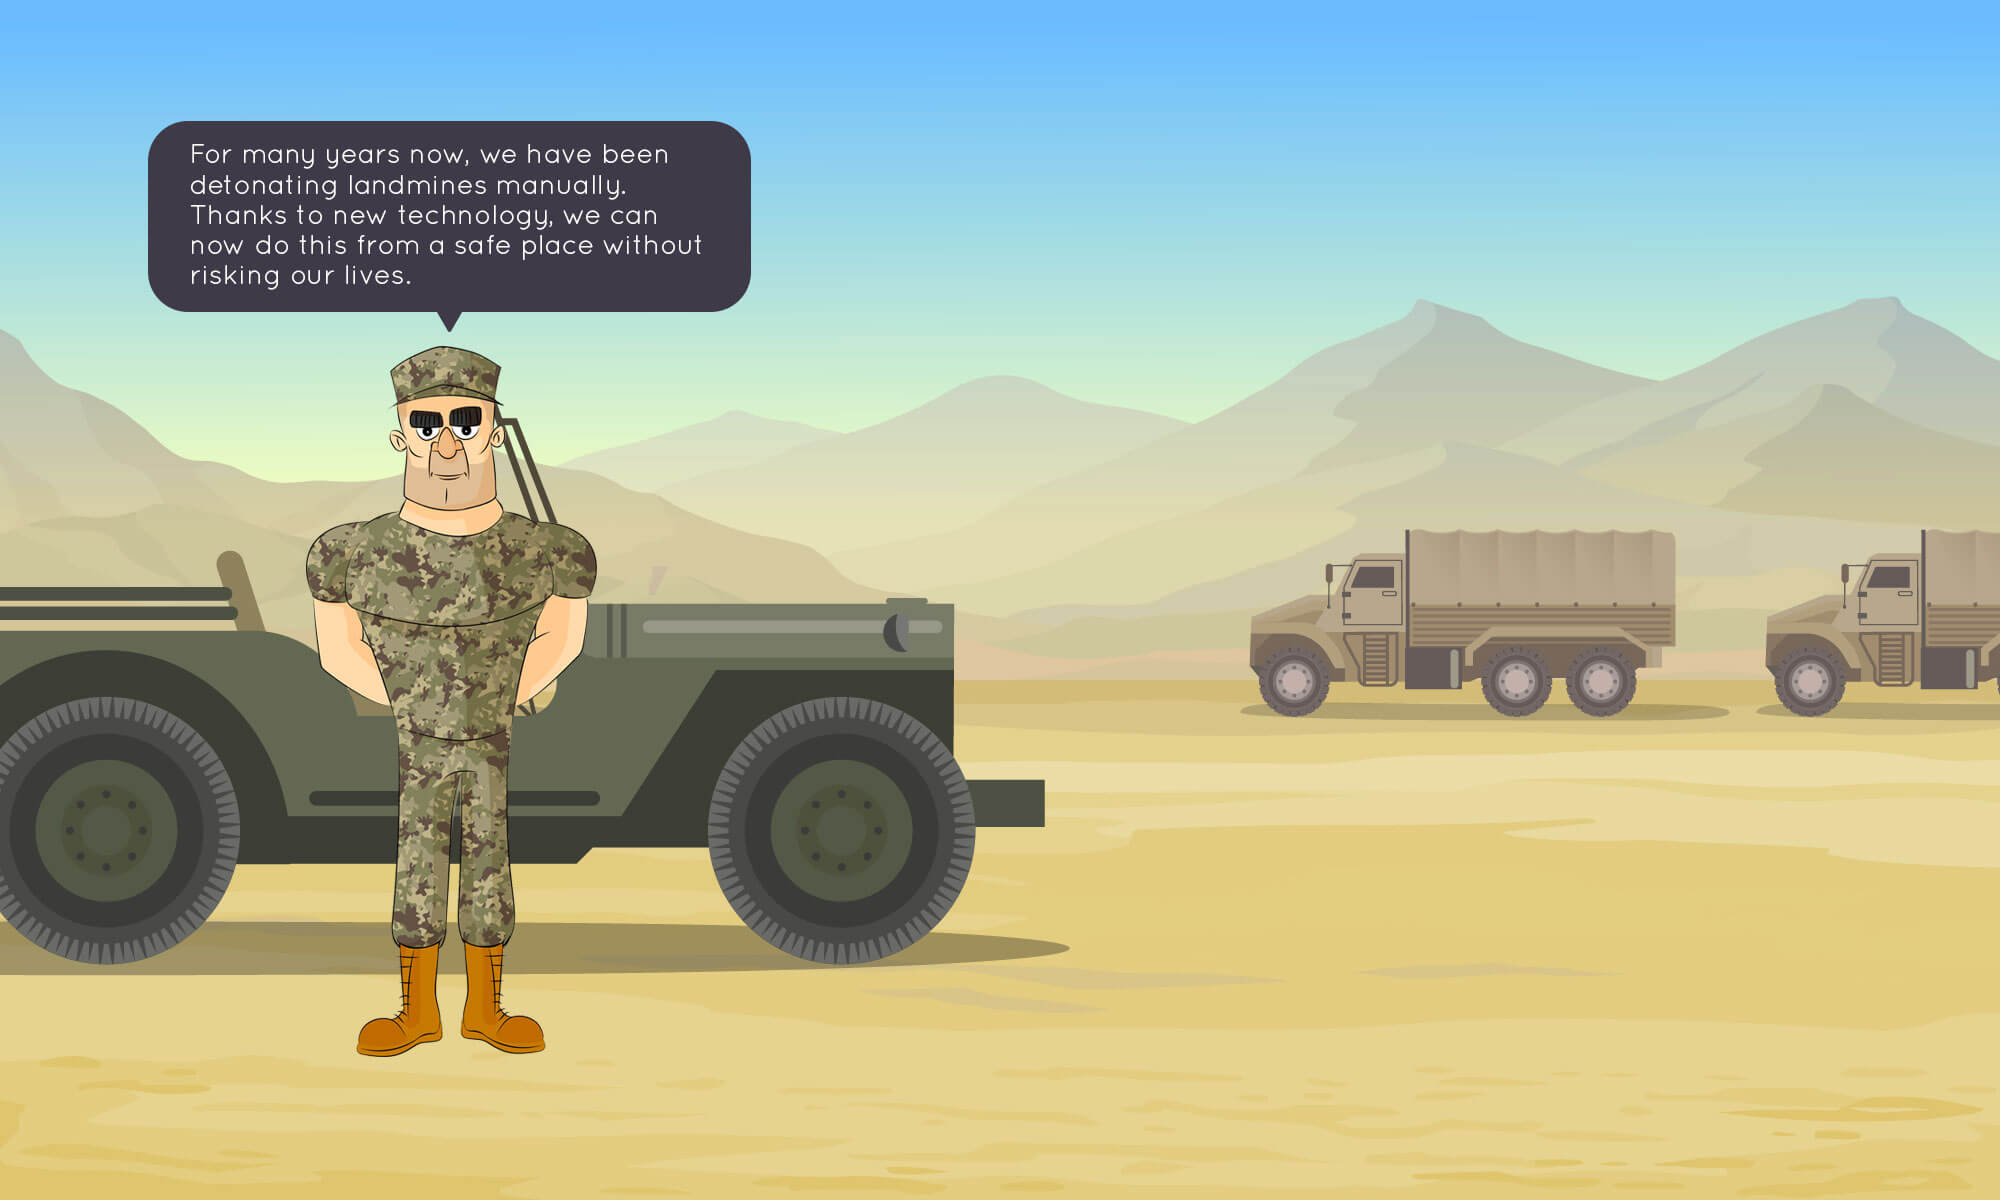 For many years now, we have been
detonating landmines manually.
Thanks to new technology, we can
now do this from a safe place without
risking our lives.